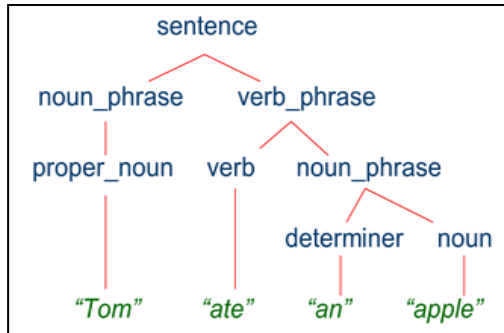 sentence
noun_phrase verb_phrase
proper_noun verb noun_phrase
determiner noun
“Tom” “ate” “an” “apple”